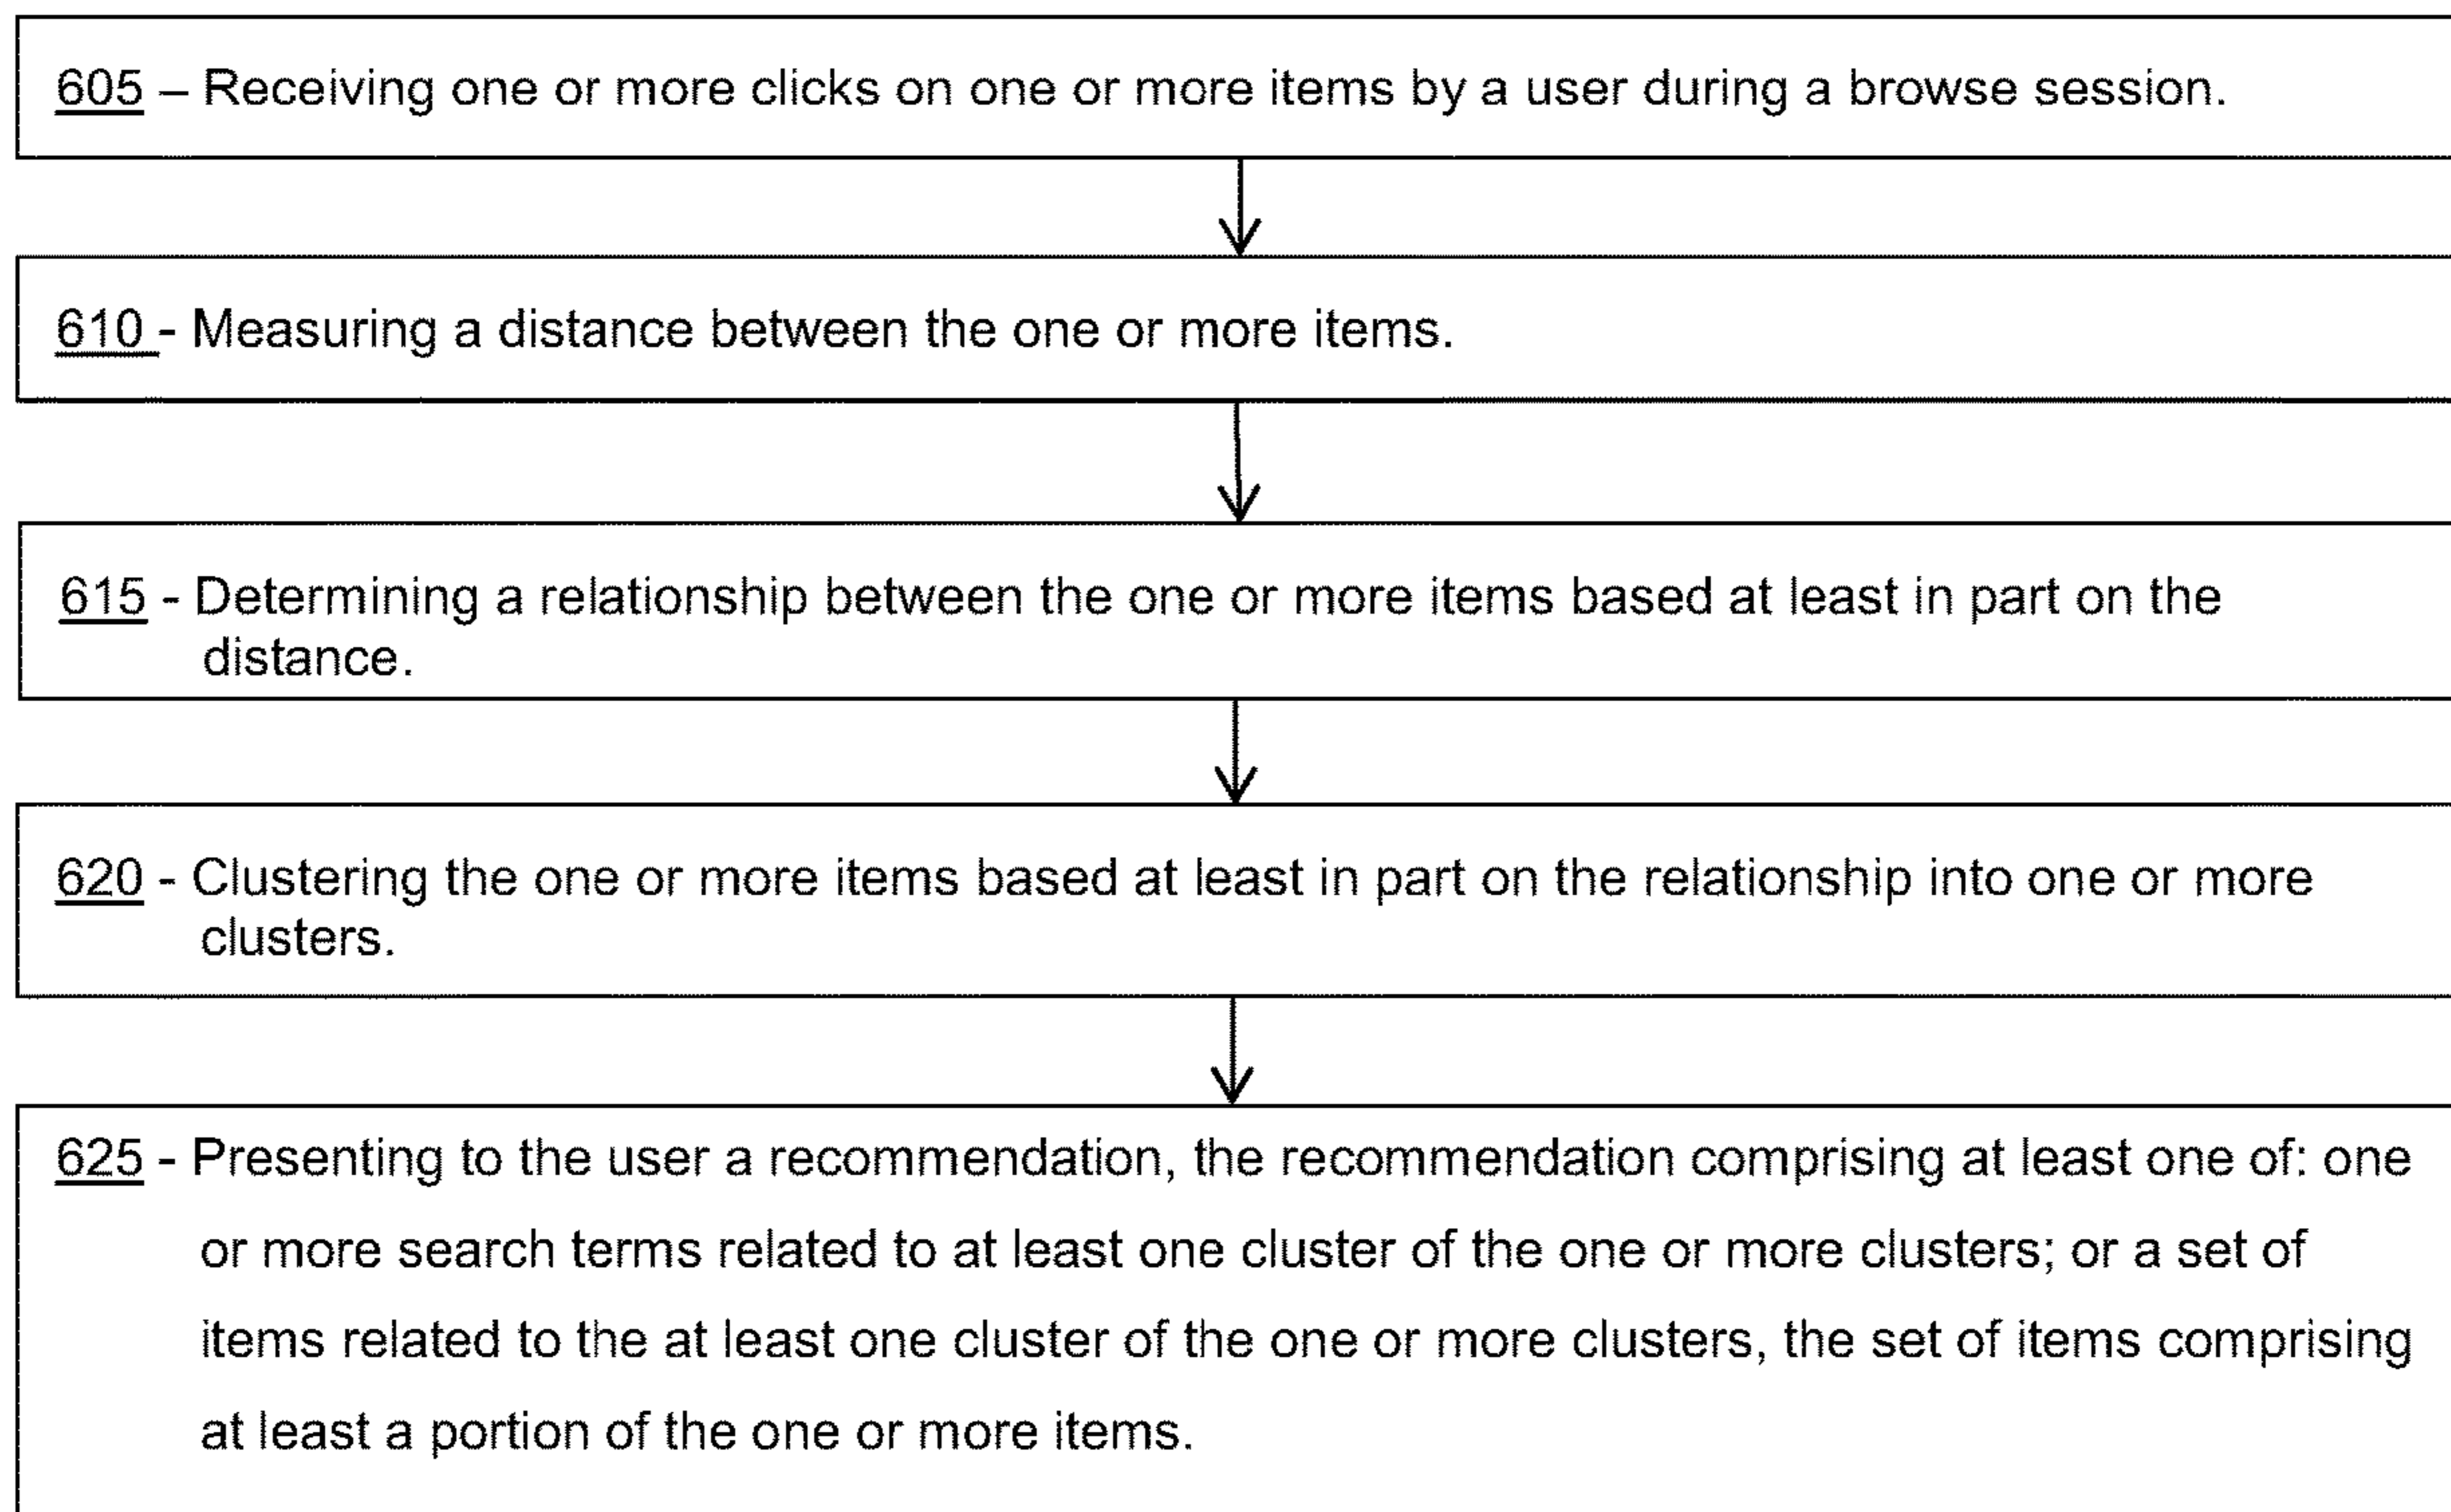 605 – Receiving one or more clicks on one or more items by a user during a browse session.
610 - Measuring a distance between the one or more items.
615 - Determining a relationship between the one or more items based at least in part on the
distance.
620 - Clustering the one or more items based at least in part on the relationship into one or more
clusters.
625 - Presenting to the user a recommendation, the recommendation comprising at least one of: one
or more search terms related to at least one cluster of the one or more clusters; or a set of
items related to the at least one cluster of the one or more clusters, the set of items comprising
at least a portion of the one or more items.